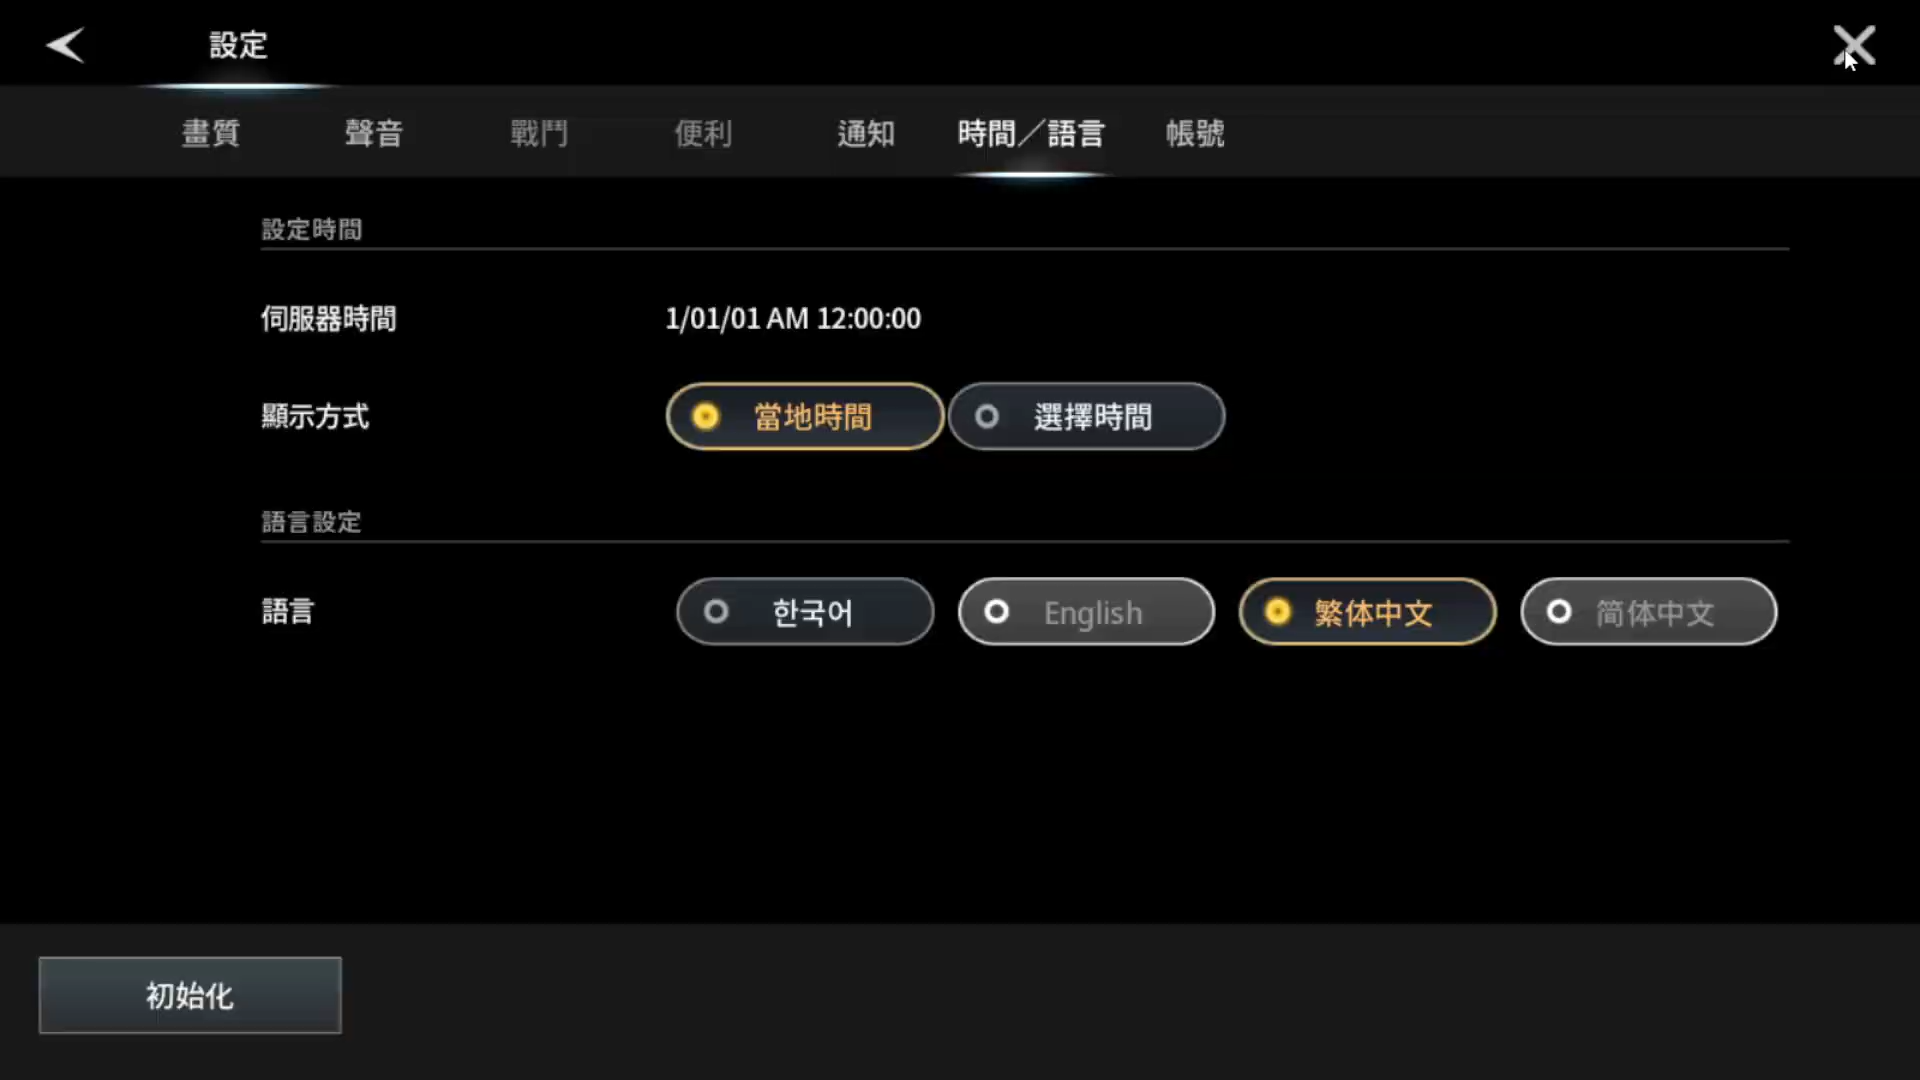 設定
畫質 聲音 戰鬥 便利 通知 時間／語言 帳號
設定時間
伺服器時間 1/01/01 AM 12:00:00
顯示方式 當地時間 選擇時間
語言設定
語言 한국어 English 繁体中文 简体中文
初始化